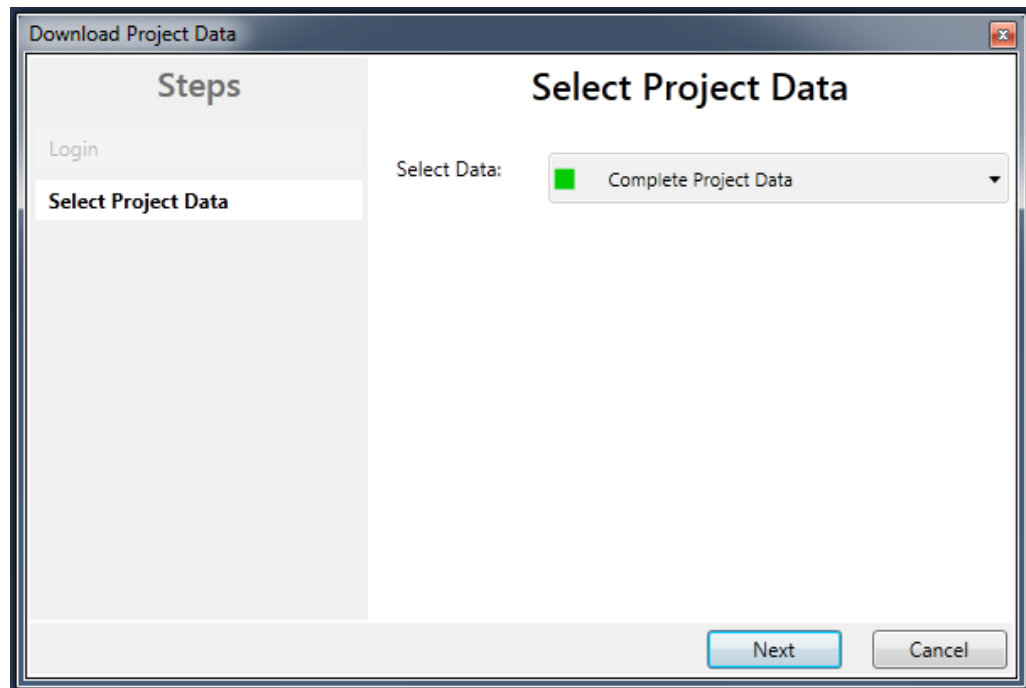 Download Project Data
Steps
Login
Select Project Data
Select Project Data
Select Data:
Complete Project Data
Next
Cancel